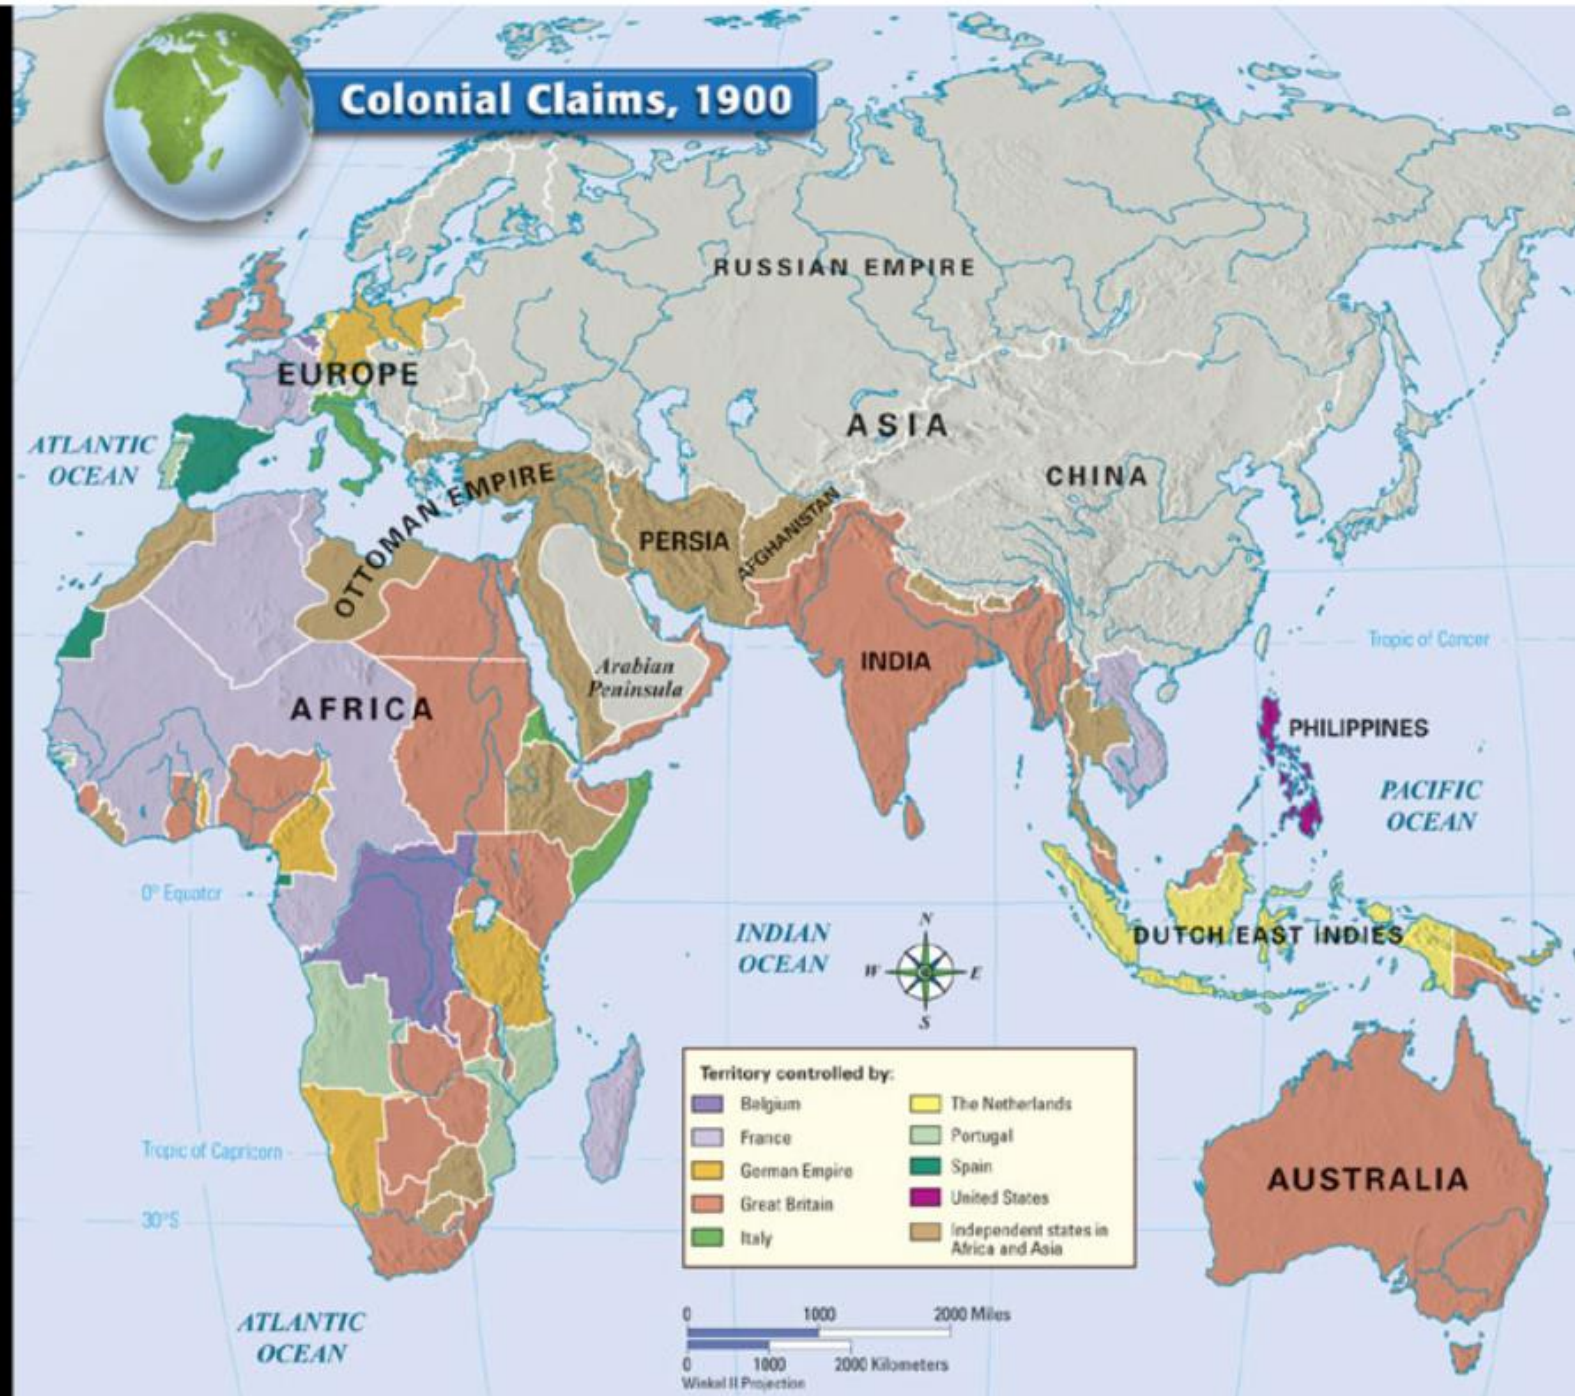 Colonial Claims, 1900
RUSSIAN EMPIRE
EUROPE
ASIA
ATLANTIC
OCEAN
CHINA
OTTOMAN EMPIRE
PERSIA
AFGHANISTAN
Tropic of Cancer
INDIA
Arabian
Peninsula
AFRICA
PHILIPPINES
PACIFIC
OCEAN
0° Equator
INDIAN
OCEAN
N
W
E
S
DUTCH EAST INDIES
Territory controlled by:
Belgium
France
German Empire
Great Britain
Italy
The Netherlands
Portugal
Spain
United States
Independent states in
Africa and Asia
Tropic of Capricorn
30°S
AUSTRALIA
ATLANTIC
OCEAN
0 1000 2000 Miles
0 1000 2000 Kilometers
Winkel II Projection